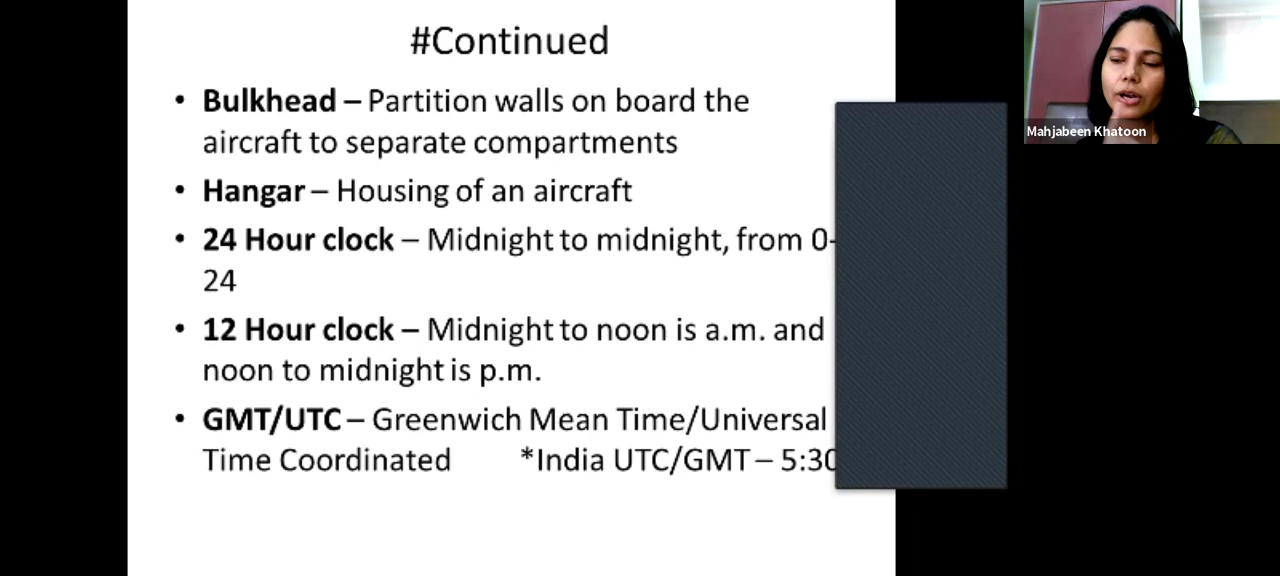 #Continued
• Bulkhead – Partition walls on board the
aircraft to separate compartments
• Hangar – Housing of an aircraft
• 24 Hour clock – Midnight to midnight, from 0-
24
• 12 Hour clock – Midnight to noon is a.m. and
noon to midnight is p.m.
• GMT/UTC – Greenwich Mean Time/Universal
Time Coordinated *India UTC/GMT – 5:30
Mahjabeen Khatoon